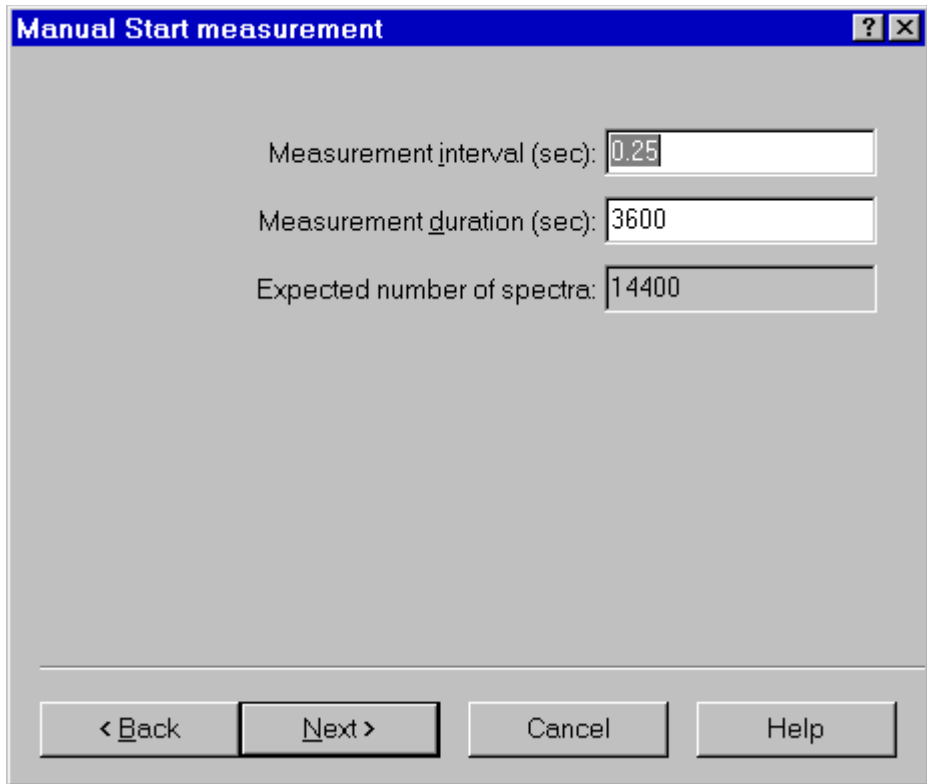 Manual Start measurement
Measurement interval (sec): 0.25
Measurement duration (sec): 3600
Expected number of spectra: 14400
< Back Next > Cancel Help